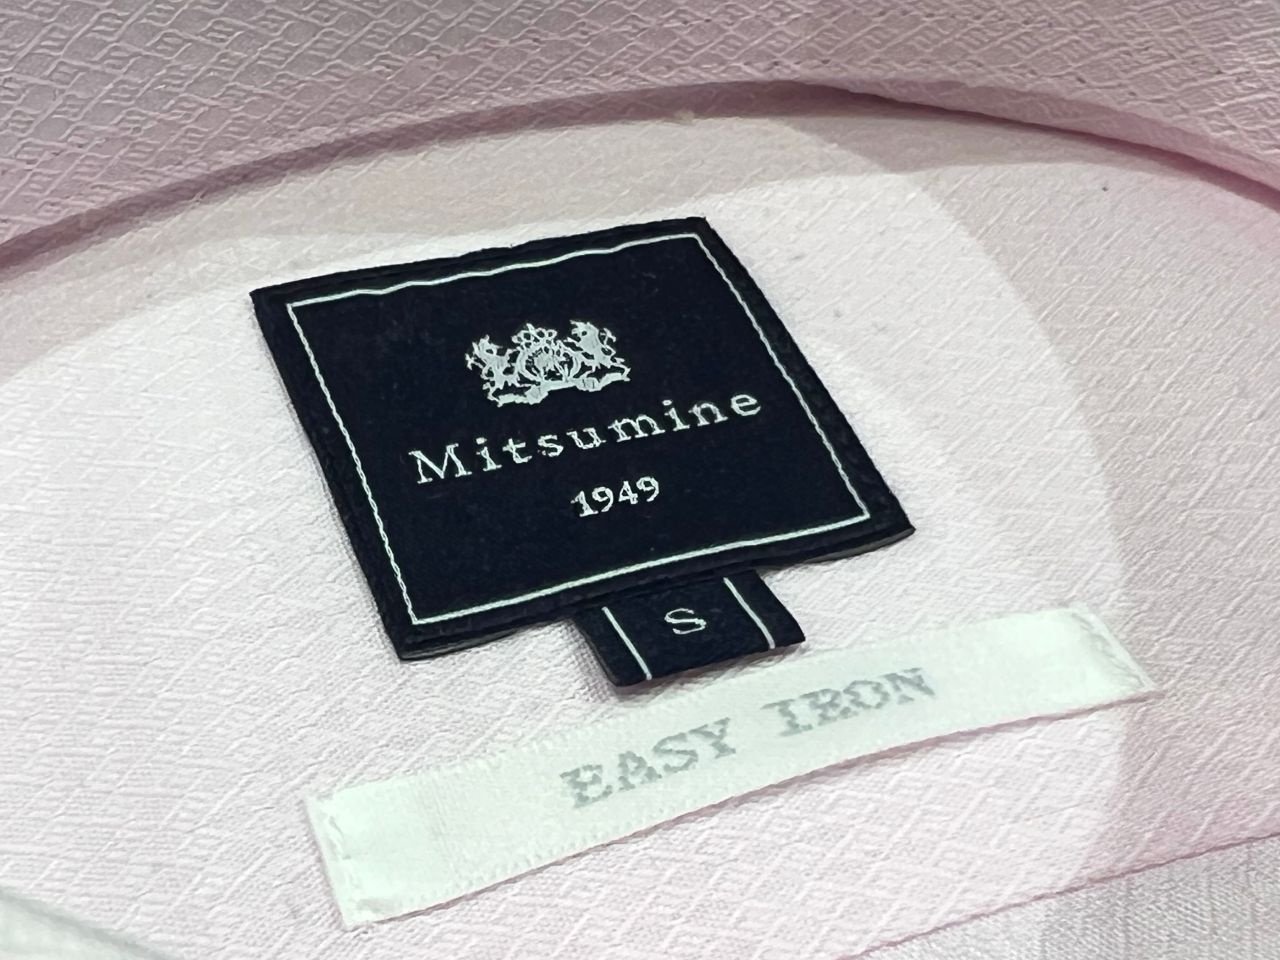 Mitsumine
1949
S
EASY IRON